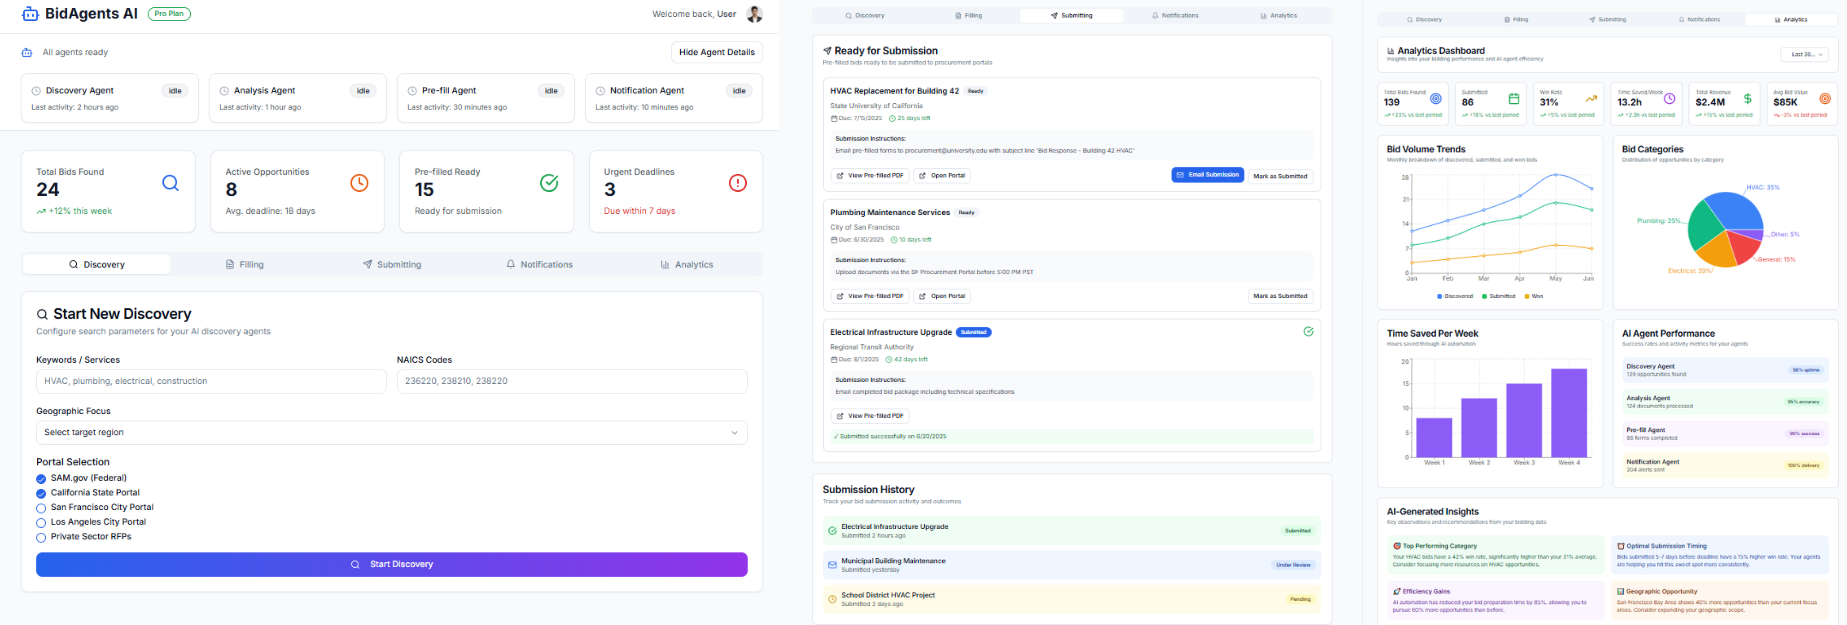 BidAgents AI
Pro Plan
Welcome back, User
All agents ready
Hide Agent Details
Discovery Agent
Idle
Last activity: 2 hours ago
Analysis Agent
Idle
Last activity: 1 hour ago
Pre-fill Agent
Idle
Last activity: 30 minutes ago
Notification Agent
Idle
Last activity: 10 minutes ago
Total Bids Found
24
+12% this week
Active Opportunities
8
Avg. deadline: 18 days
Pre-filled Ready
15
Ready for submission
Urgent Deadlines
3
Due within 7 days
Discovery
Filling
Submitting
Notifications
Analytics
Start New Discovery
Configure search parameters for your AI discovery agents
Keywords / Services
HVAC, plumbing, electrical, construction
NAICS Codes
236220, 238210, 238220
Geographic Focus
Select target region
Portal Selection
SAM.gov (Federal)
California State Portal
San Francisco City Portal
Los Angeles City Portal
Private Sector RFPs
Start Discovery
Discovery
Filling
Submitting
Notifications
Analytics
Ready for Submission
Pre-filled bids ready to be submitted to procurement portals
HVAC Replacement for Building 42
Ready
State University of California
Due: 7/15/2025
25 days left
Submission Instructions:
Email pre-filled forms to procurement@university.edu with subject line 'Bid Response - Building 42 HVAC'
View Pre-filled PDF
Open Portal
Email Submission
Mark as Submitted
Plumbing Maintenance Services
Ready
City of San Francisco
Due: 6/30/2025
10 days left
Submission Instructions:
Upload documents via the SF Procurement Portal before 5:00 PM PST
View Pre-filled PDF
Open Portal
Mark as Submitted
Electrical Infrastructure Upgrade
Submitted
Regional Transit Authority
Due: 8/1/2025
42 days left
Submission Instructions:
Email completed bid package including technical specifications
View Pre-filled PDF
✓ Submitted successfully on 6/20/2025
Submission History
Track your bid submission activity and outcomes
Electrical Infrastructure Upgrade
Submitted 2 hours ago
Submitted
Municipal Building Maintenance
Submitted yesterday
Under Review
School District HVAC Project
Submitted 3 days ago
Pending
Discovery
Filling
Submitting
Notifications
Analytics
Analytics Dashboard
Insights into your bidding performance and AI agent efficiency
Last 30...
Total Bids Found
139
+23% vs last period
Submitted
86
+18% vs last period
Win Rate
31%
+5% vs last period
Time Saved/Week
13.2h
+2.3h vs last period
Total Revenue
$2.4M
+15% vs last period
Avg Bid Value
$85K
-3% vs last period
Bid Volume Trends
Monthly breakdown of discovered, submitted, and won bids
28
21
14
7
0
Jan
Feb
Mar
Apr
May
Jun
Discovered
Submitted
Won
Bid Categories
Distribution of opportunities by category
HVAC: 35%
Plumbing: 25%
Other: 5%
General: 15%
Electrical: 20%
Time Saved Per Week
Hours saved through AI automation
20
15
10
5
0
Week 1
Week 2
Week 3
Week 4
AI Agent Performance
Success rates and activity metrics for your agents
Discovery Agent
139 opportunities found
98% uptime
Analysis Agent
124 documents processed
95% accuracy
Pre-fill Agent
86 forms completed
success
Notification Agent
204 alerts sent
100% delivery
AI-Generated Insights
Key observations and recommendations from your bidding data
Top Performing Category
Your HVAC bids have a 42% win rate, significantly higher than your 31% average.
Consider focusing more resources on HVAC opportunities.
Optimal Submission Timing
Bids submitted 5-7 days before deadline have a 15% higher win rate. Your agents
are helping you hit this sweet spot more consistently.
Efficiency Gains
AI automation has reduced your bid preparation time by 85%, allowing you to
pursue 60% more opportunities than before.
Geographic Opportunity
San Francisco Bay Area shows 40% more opportunities than your current focus
areas. Consider expanding your geographic scope.